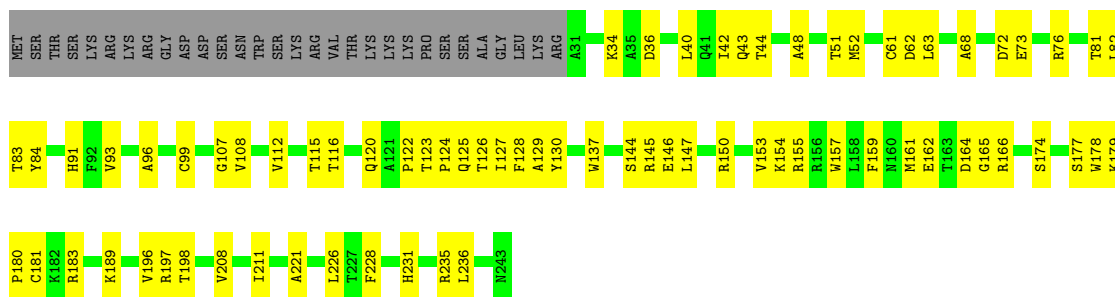 MET SER THR SER LYS ARG LYS ARG GLY ASP ASP SER ASN TRP SER LYS ARG VAL THR LYS LYS LYS PRO SER SER ALA GLY LEU LYS ARG A31 K34 A35 D36 L40 Q41 I42 Q43 T44 A48 T51 M52 C61 D62 L63 A68 D72 E73 R76 T81 L82
T83 Y84 H91 F92 V93 A96 C99 G107 V108 V112 T115 T116 Q120 A121 P122 T123 P124 Q125 T126 I127 F128 A129 Y130 W137 S144 R145 E146 L147 R150 V153 K154 R155 R156 W157 L158 F159 N160 M161 E162 T163 D164 G165 R166 S174 S177 W178 K179
P180 C181 K182 R183 K189 V196 R197 T198 V208 I211 A221 L226 T227 F228 H231 R235 L236 N243